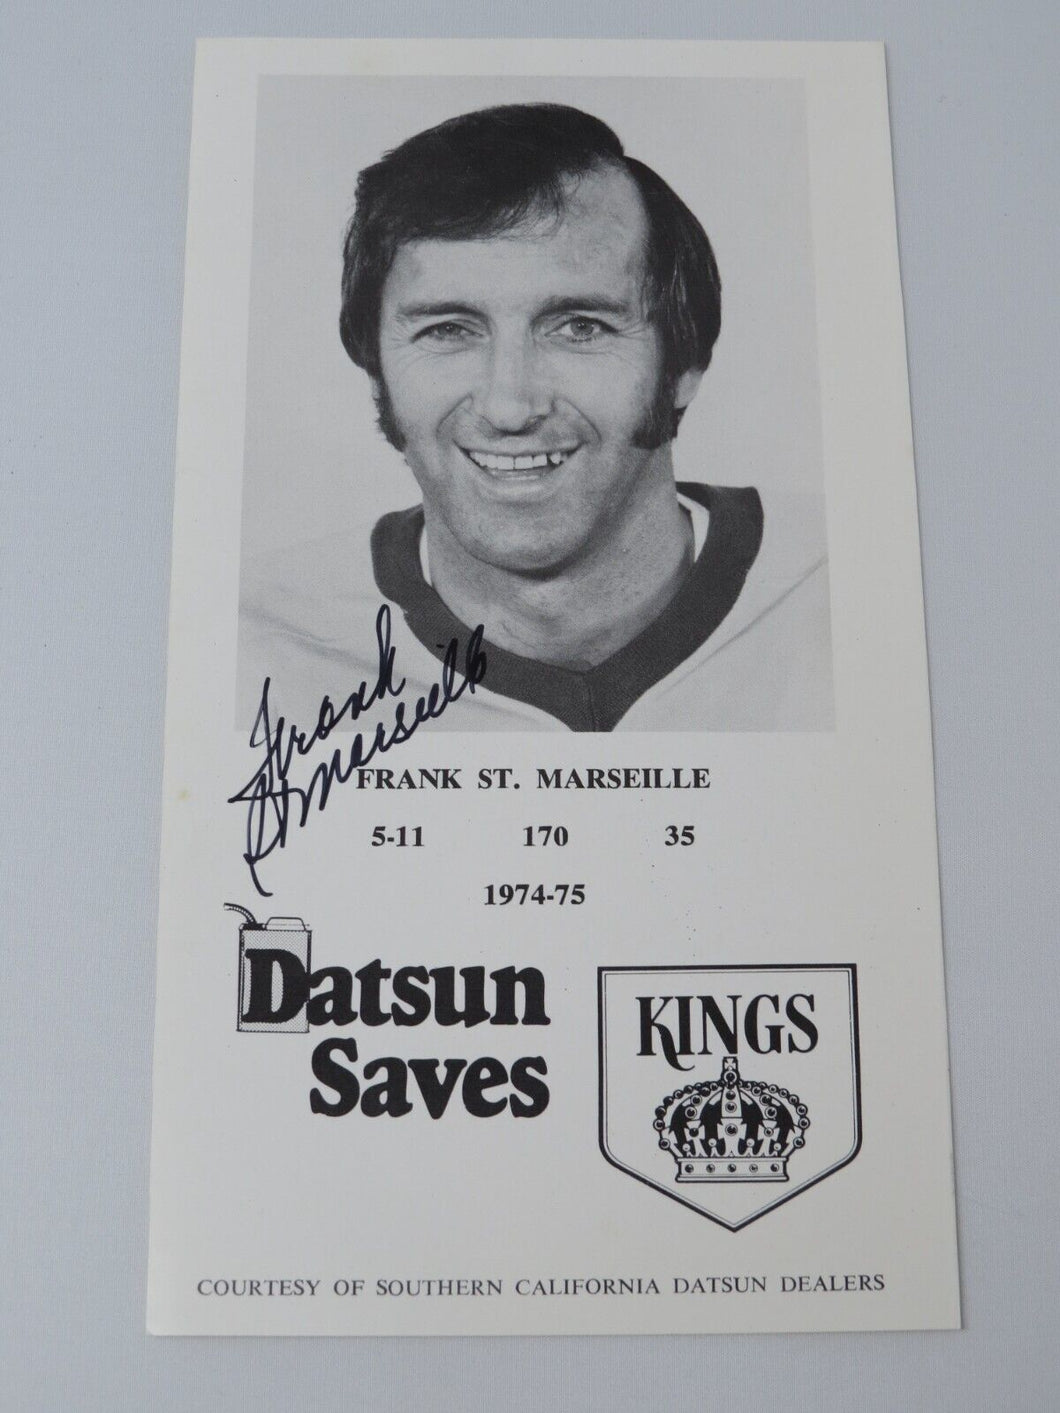 Frank
St Marseille
FRANK ST. MARSEILLE
5-11 170 35
1974-75
Datsun
Saves
KINGS
COURTESY OF SOUTHERN CALIFORNIA DATSUN DEALERS